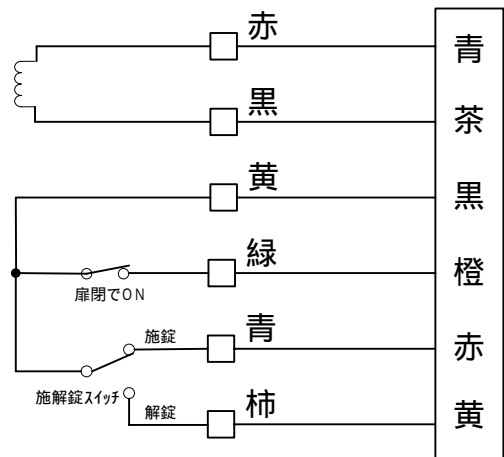 赤 青
黒 茶
黄 黒
緑 橙
扉閉でON
施錠 青 赤
施解錠スイッチ
解錠 柿 黄